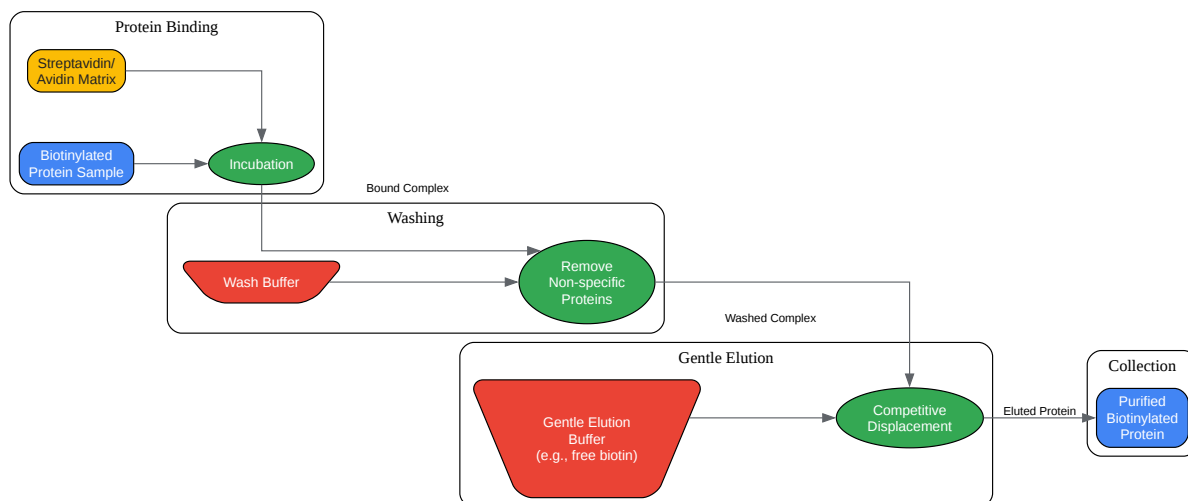 Protein Binding
Streptavidin/
Avidin Matrix
Biotinylated
Protein Sample
Incubation
Bound Complex
Washing
Wash Buffer
Remove
Non-specific
Proteins
Washed Complex
Gentle Elution
Gentle Elution
Buffer
(e.g., free biotin)
Competitive
Displacement
Eluted Protein
Collection
Purified
Biotinylated
Protein